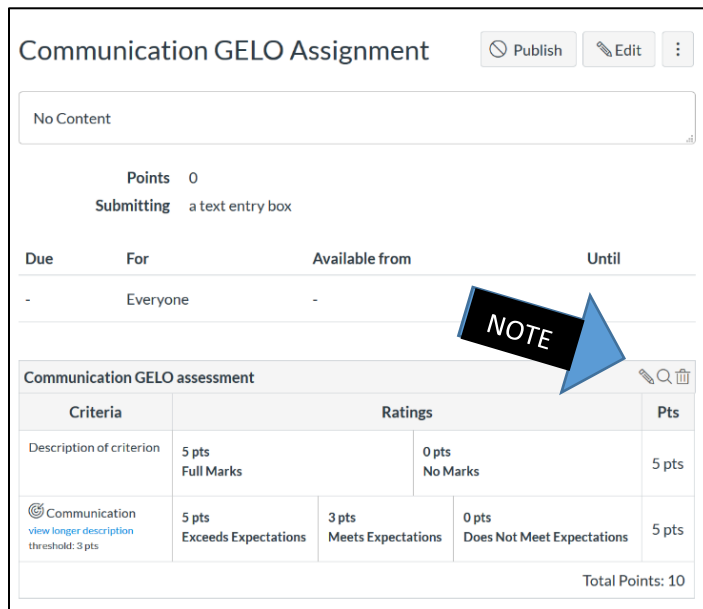 Communication GELO Assignment
Publish
Edit
No Content
Points 0
Submitting a text entry box
Due For Available from Until
- Everyone -
NOTE
Communication GELO assessment
Criteria Ratings Pts
Description of criterion
5 pts
Full Marks
0 pts
No Marks
5 pts
Communication
view longer description
threshold: 3 pts
5 pts
Exceeds Expectations
3 pts
Meets Expectations
0 pts
Does Not Meet Expectations
5 pts
Total Points: 10